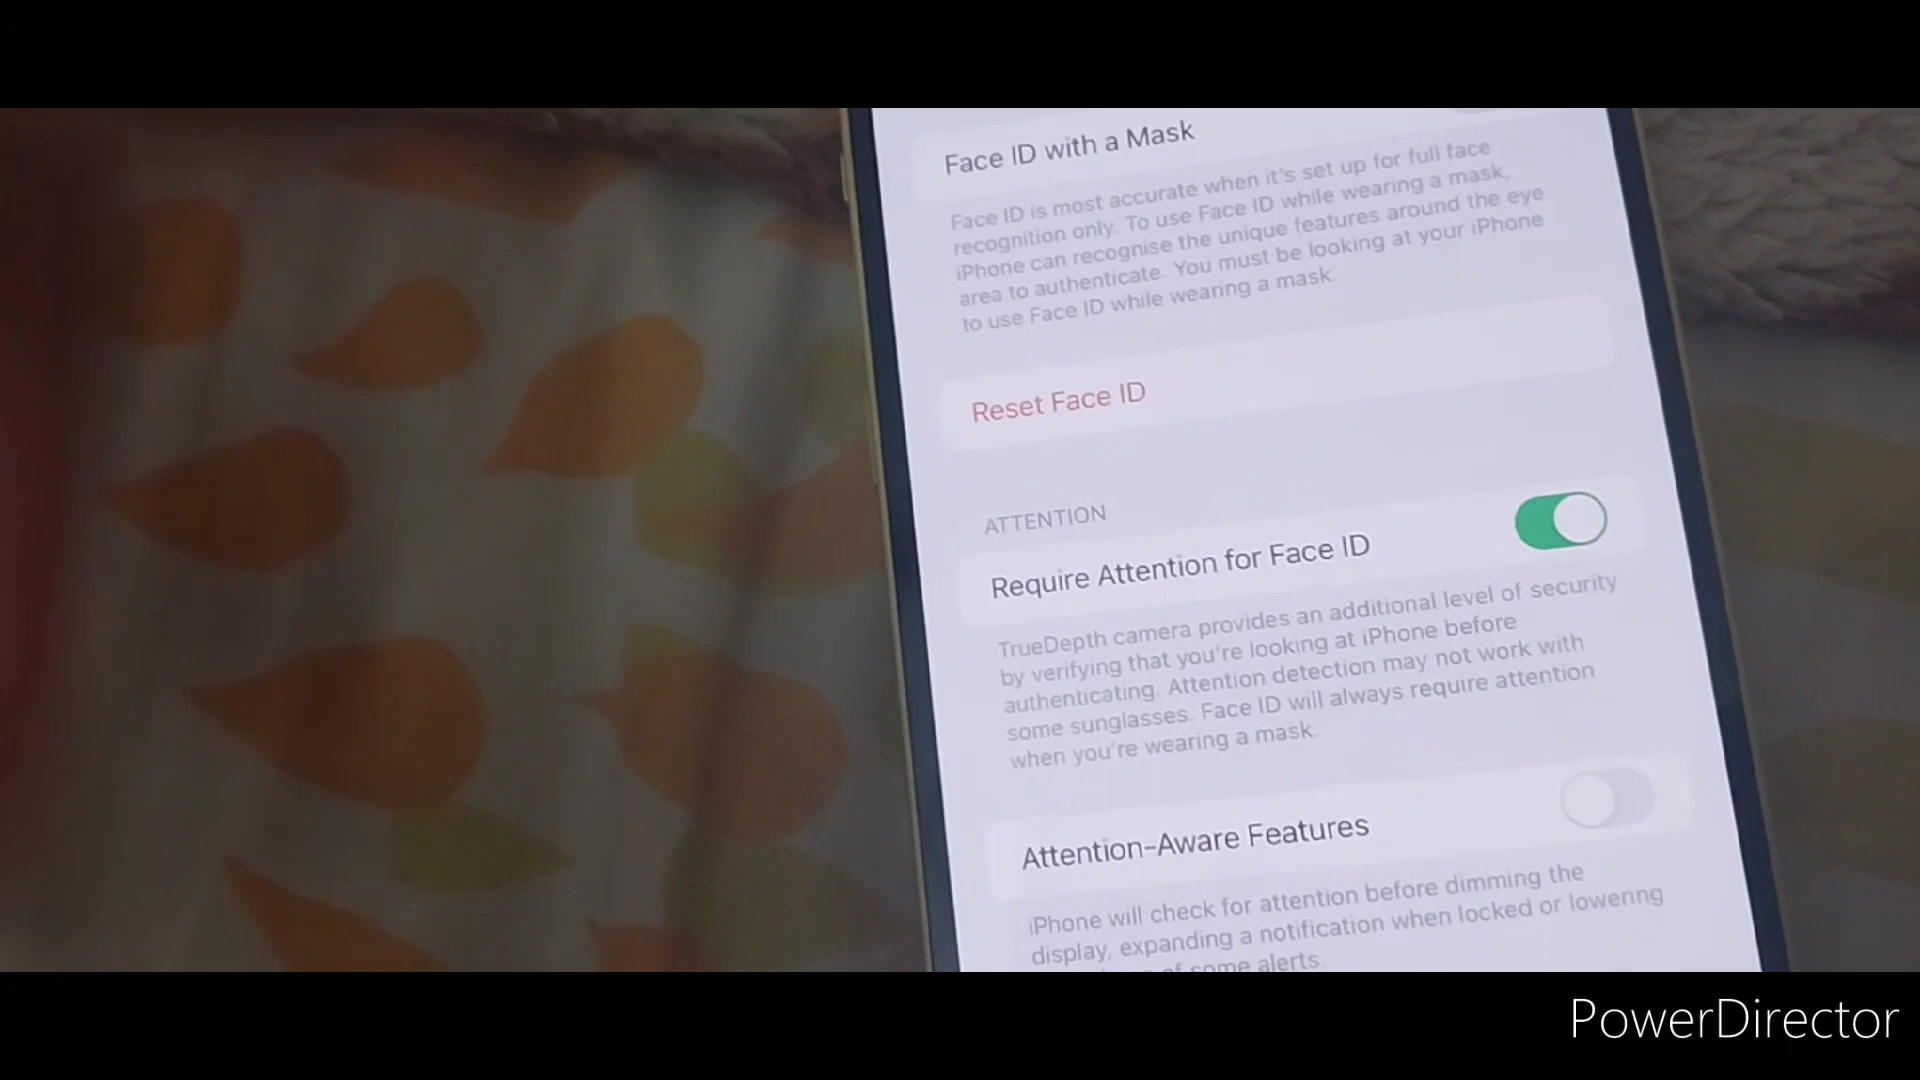 Face ID with a Mask
Face ID is most accurate when it's set up for full face
recognition only. To use Face ID while wearing a mask,
iPhone can recognise the unique features around the eye
area to authenticate. You must be looking at your iPhone
to use Face ID while wearing a mask.
Reset Face ID
ATTENTION
Require Attention for Face ID
TrueDepth camera provides an additional level of security
by verifying that you're looking at iPhone before
authenticating. Attention detection may not work with
some sunglasses. Face ID will always require attention
when you're wearing a mask.
Attention-Aware Features
iPhone will check for attention before dimming the
display, expanding a notification when locked or lowering
of some alerts.
PowerDirector